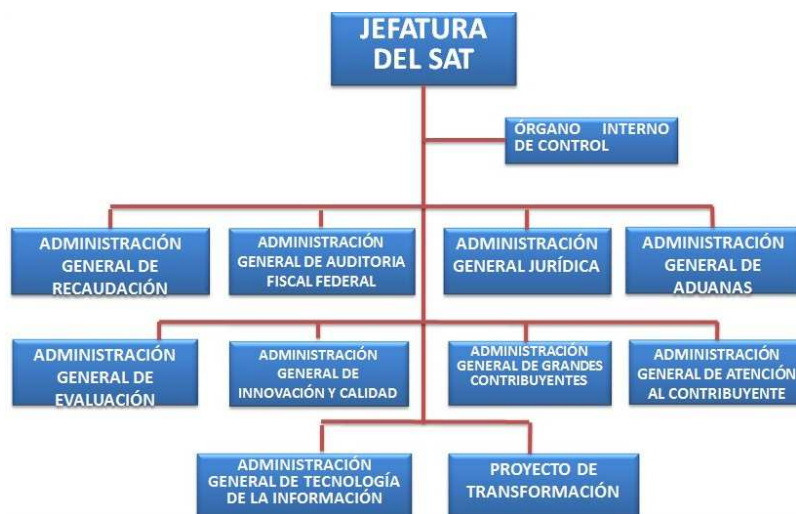 JEFATURA
DEL SAT
ÓRGANO INTERNO
DE CONTROL
ADMINISTRACIÓN
GENERAL DE
RECAUDACIÓN
ADMINISTRACIÓN
GENERAL DE AUDITORIA
FISCAL FEDERAL
ADMINISTRACIÓN
GENERAL JURÍDICA
ADMINISTRACIÓN
GENERAL DE
ADUANAS
ADMINISTRACIÓN
GENERAL DE
EVALUACIÓN
ADMINISTRACIÓN
GENERAL DE
INNOVACIÓN Y CALIDAD
ADMINISTRACIÓN
GENERAL DE GRANDES
CONTRIBUYENTES
ADMINISTRACIÓN
GENERAL DE ATENCIÓN
AL CONTRIBUYENTE
ADMINISTRACIÓN
GENERAL DE TECNOLOGÍA
DE LA INFORMACIÓN
PROYECTO DE
TRANSFORMACIÓN